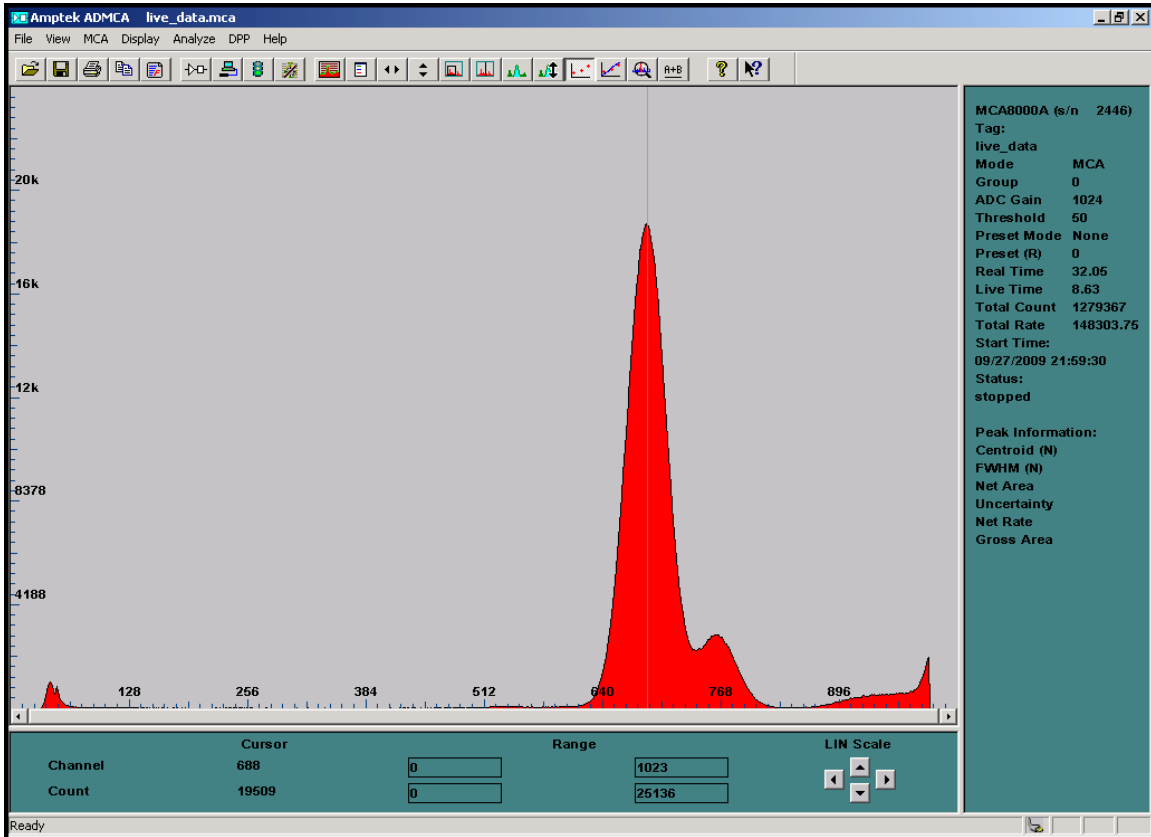 Amptek ADMCA live_data.mca
File View MCA Display Analyze DPP Help
A+B
20k
16k
12k
8378
4188
128 256 384 512 640 768 896
MCA8000A (s/n 2446)
Tag:
live_data
Mode MCA
Group 0
ADC Gain 1024
Threshold 50
Preset Mode None
Preset (R) 0
Real Time 32.05
Live Time 8.63
Total Count 1279367
Total Rate 148303.75
Start Time:
09/27/2009 21:59:30
Status:
stopped
Peak Information:
Centroid (N)
FWHM (N)
Net Area
Uncertainty
Net Rate
Gross Area
Cursor Range LIN Scale
Channel 688 0 1023
Count 19509 0 25136
Ready